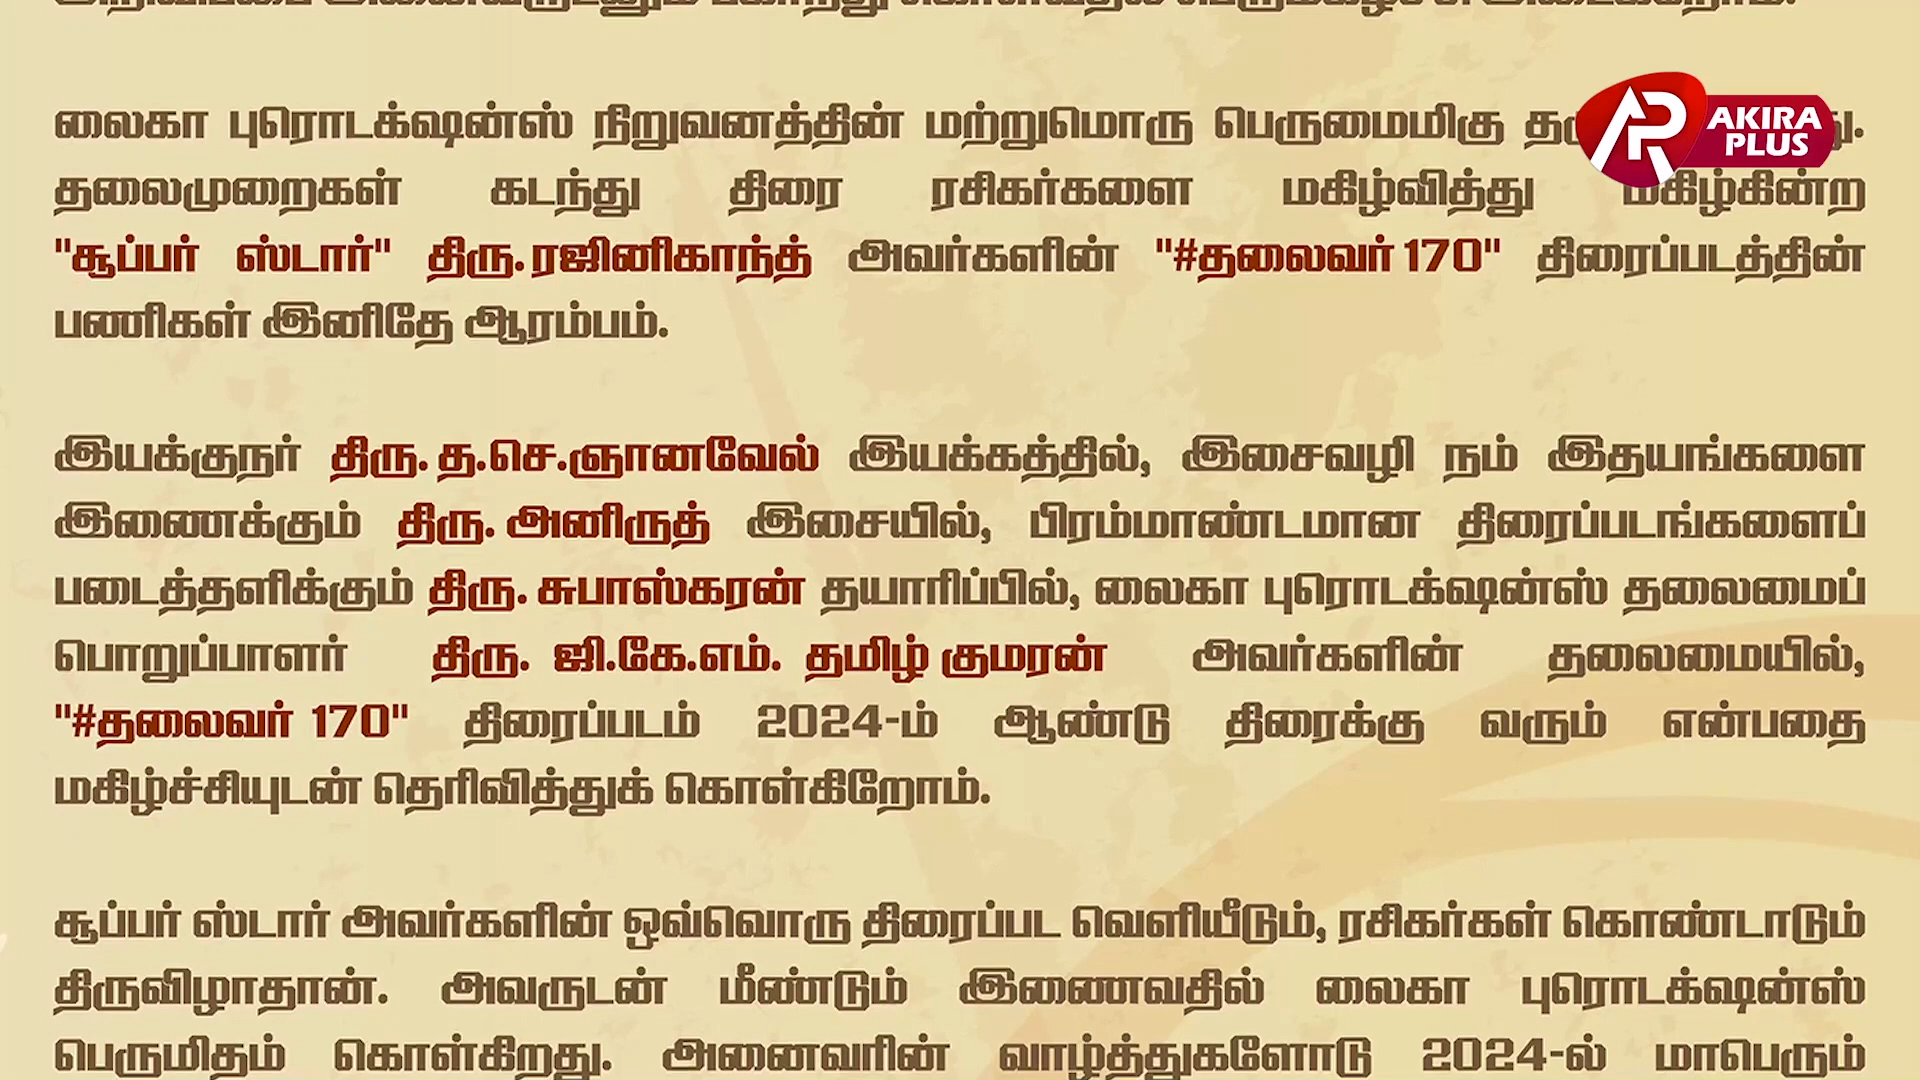 லைகா புரொடக்ஷன்ஸ் நிறுவனத்தின் மற்றுமொரு பெருமைமிகு
AKIRA
PLUS
தலைமுறைகள் கடந்து திரை ரசிகர்களை மகிழ்வித்து மகிழ்கின்ற
"சூப்பர் ஸ்டார்" திரு. ரஜினிகாந்த் அவர்களின் "#தலைவர் 170" திரைப்படத்தின்
பணிகள் இனிதே ஆரம்பம்.
இயக்குநர் திரு. த.செ.ஞானவேல் இயக்கத்தில், இசைவழி நம் இதயங்களை
இணைக்கும் திரு. அனிருத் இசையில், பிரம்மாண்டமான திரைப்படங்களைப்
படைத்தளிக்கும் திரு. சுபாஸ்கரன் தயாரிப்பில், லைகா புரொடக்ஷன்ஸ் தலைமைப்
பொறுப்பாளர் திரு. ஜி.கே.எம். தமிழ் குமரன் அவர்களின் தலைமையில்,
"#தலைவர் 170" திரைப்படம் 2024-ம் ஆண்டு திரைக்கு வரும் என்பதை
மகிழ்ச்சியுடன் தெரிவித்துக் கொள்கிறோம்.
சூப்பர் ஸ்டார் அவர்களின் ஒவ்வொரு திரைப்பட வெளியீடும், ரசிகர்கள் கொண்டாடும்
திருவிழாதான். அவருடன் மீண்டும் இணைவதில் லைகா புரொடக்ஷன்ஸ்
பெருமிதம் கொள்கிறது. அனைவரின் வாழ்த்துகளோடு 2024-ல் மாபெரும்